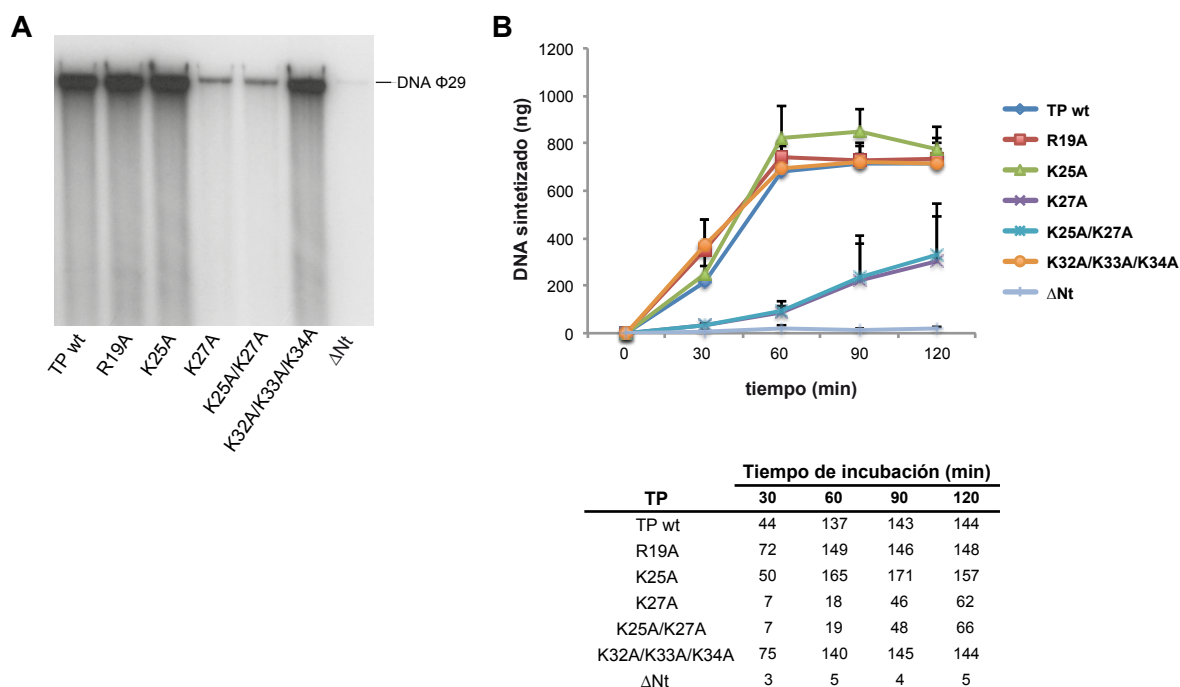 A
DNA Φ29
TP wt
R19A
K25A
K27A
K25A/K27A
K32A/K33A/K34A
ΔNt
B
DNA sintetizado (ng)
1200
1000
800
600
400
200
0
0 30 60 90 120
tiempo (min)
TP wt
R19A
K25A
K27A
K25A/K27A
K32A/K33A/K34A
ΔNt
Tiempo de incubación (min)
TP 30 60 90 120
TP wt 44 137 143 144
R19A 72 149 146 148
K25A 50 165 171 157
K27A 7 18 46 62
K25A/K27A 7 19 48 66
K32A/K33A/K34A 75 140 145 144
ΔNt 3 5 4 5